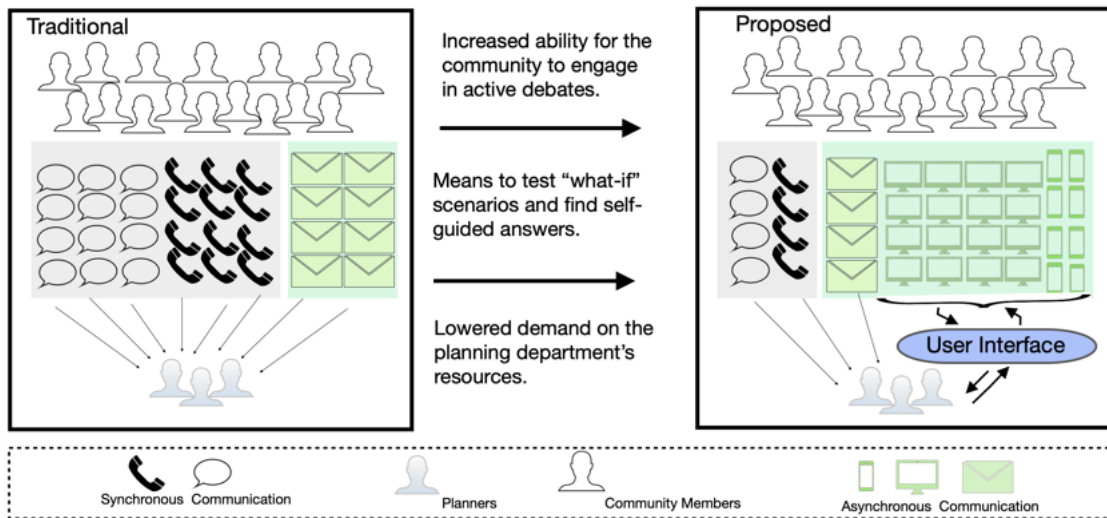 Traditional
Increased ability for the
community to engage
in active debates.
Means to test “what-if”
scenarios and find self-
guided answers.
Lowered demand on the
planning department’s
resources.
Proposed
User Interface
Synchronous Communication
Planners
Community Members
Asynchronous Communication